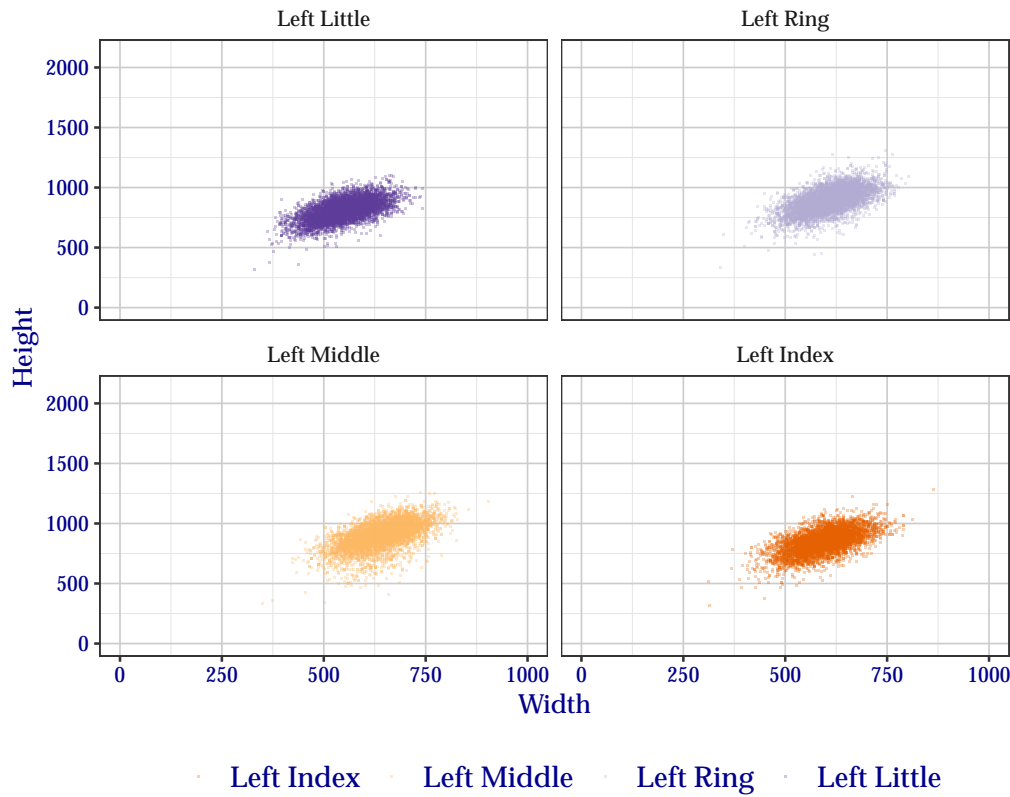 Left Little
Left Ring
2000
1500
1000
500
0
Height
Left Middle
Left Index
2000
1500
1000
500
0
0 250 500 750 1000
0 250 500 750 1000
Width
Left Index Left Middle Left Ring Left Little